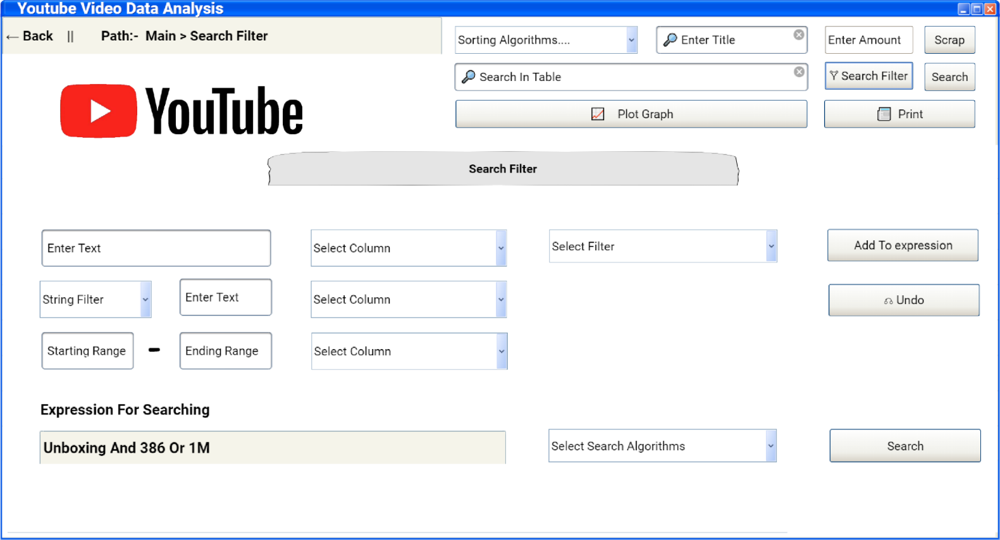 Youtube Video Data Analysis
← Back || Path:- Main > Search Filter
Sorting Algorithms.... Enter Title Enter Amount Scrap
Search In Table Search Filter Search
Plot Graph Print
YouTube
Search Filter
Enter Text Select Column Select Filter Add To expression
String Filter Enter Text Select Column Undo
Starting Range - Ending Range Select Column
Expression For Searching
Unboxing And 386 Or 1M Select Search Algorithms Search